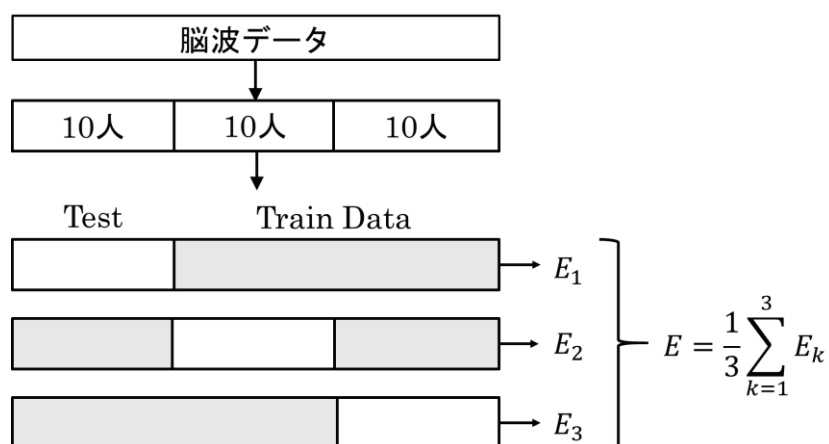 脳波データ
10人 10人 10人
Test Train Data
E₁
E₂
E₃
E = 1/3 ∑_{k=1}^{3} E_k